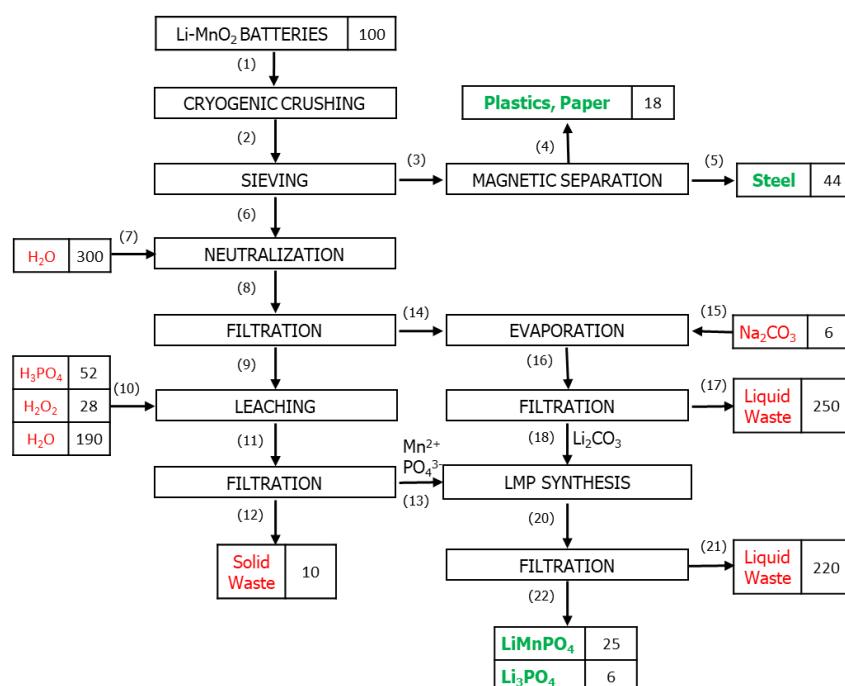 Li-MnO₂ BATTERIES 100
(1)
CRYOGENIC CRUSHING
Plastics, Paper 18
(2)
(4)
(3)
(5)
SIEVING
MAGNETIC SEPARATION
Steel 44
(6)
(7)
H₂O 300
NEUTRALIZATION
(8)
(14)
(15)
FILTRATION
EVAPORATION
Na₂CO₃ 6
(9)
(16)
H₃PO₄ 52
(10)
(17)
H₂O₂ 28
LEACHING
FILTRATION
Liquid
Waste 250
H₂O 190
(11)
(18)
Li₂CO₃
Mn²⁺
PO₄³⁻
FILTRATION
LMP SYNTHESIS
(13)
(12)
(20)
Solid
Waste 10
(21)
FILTRATION
Liquid
Waste 220
(22)
LiMnPO₄ 25
Li₃PO₄ 6